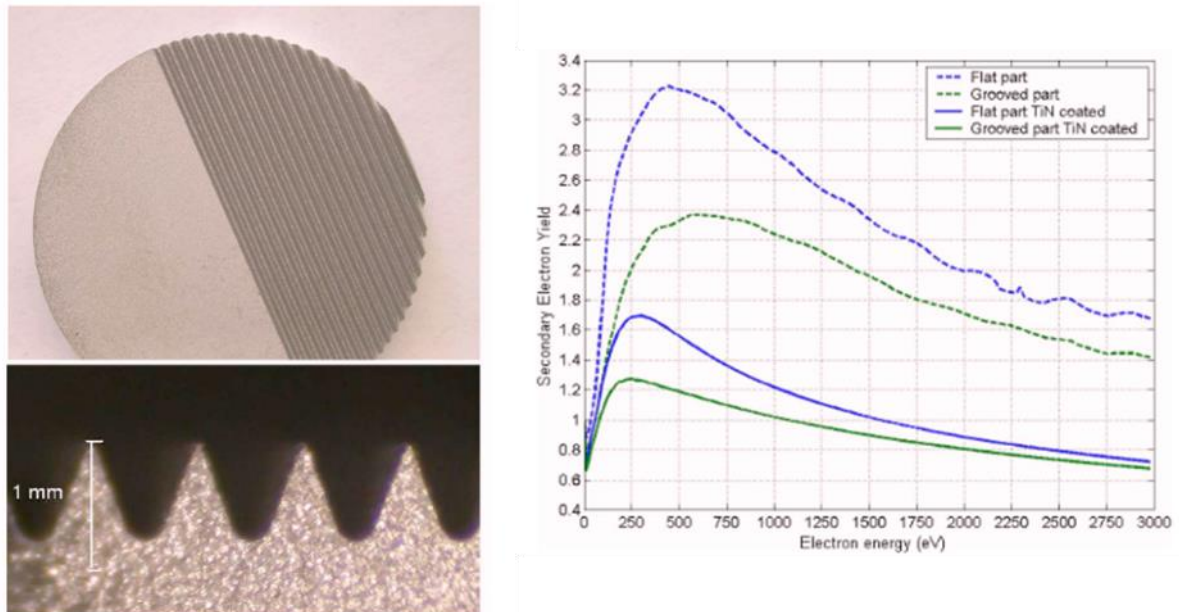 1 mm
3.4
3.2
3
2.8
2.6
2.4
2.2
2
1.8
1.6
1.4
1.2
1
0.8
0.6
0.4
Secondary Electron Yield
Flat part
Grooved part
Flat part TiN coated
Grooved part TiN coated
0 250 500 750 1000 1250 1500 1750 2000 2250 2500 2750 3000
Electron energy (eV)